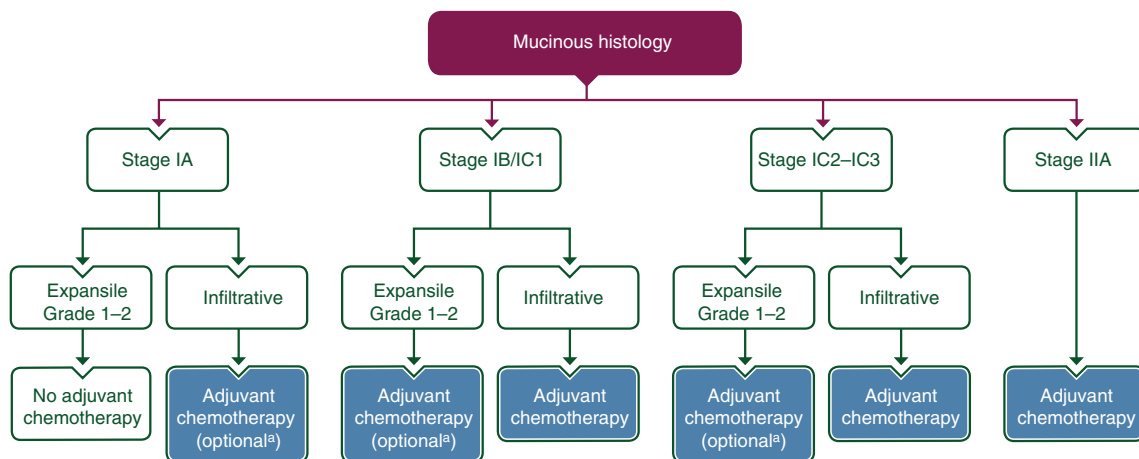 Mucinous histology
Stage IA
Stage IB/IC1
Stage IC2–IC3
Stage IIA
Expansile
Grade 1–2
Infiltrative
Expansile
Grade 1–2
Infiltrative
Expansile
Grade 1–2
Infiltrative
No adjuvant
chemotherapy
Adjuvant
chemotherapy
(optionalᵃ)
Adjuvant
chemotherapy
(optionalᵃ)
Adjuvant
chemotherapy
Adjuvant
chemotherapy
(optionalᵃ)
Adjuvant
chemotherapy
Adjuvant
chemotherapy